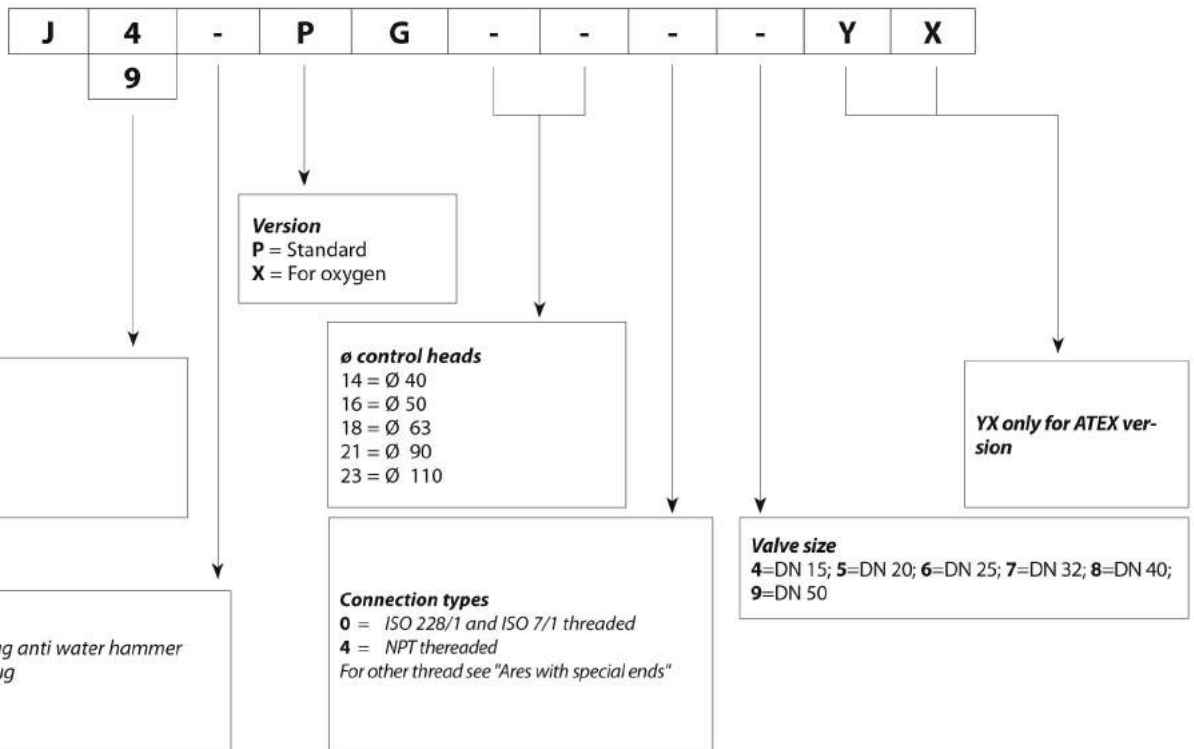 J 4 - P G - - - - Y X
9
Version
P = Standard
X = For oxygen
ø control heads
14 = Ø 40
16 = Ø 50
18 = Ø 63
21 = Ø 90
23 = Ø 110
YX only for ATEX ver-
sion
Valve size
4=DN 15; 5=DN 20; 6=DN 25; 7=DN 32; 8=DN 40;
9=DN 50
Connection types
0 = ISO 228/1 and ISO 7/1 threaded
4 = NPT thereaded
For other thread see "Ares with special ends"
anti water hammer